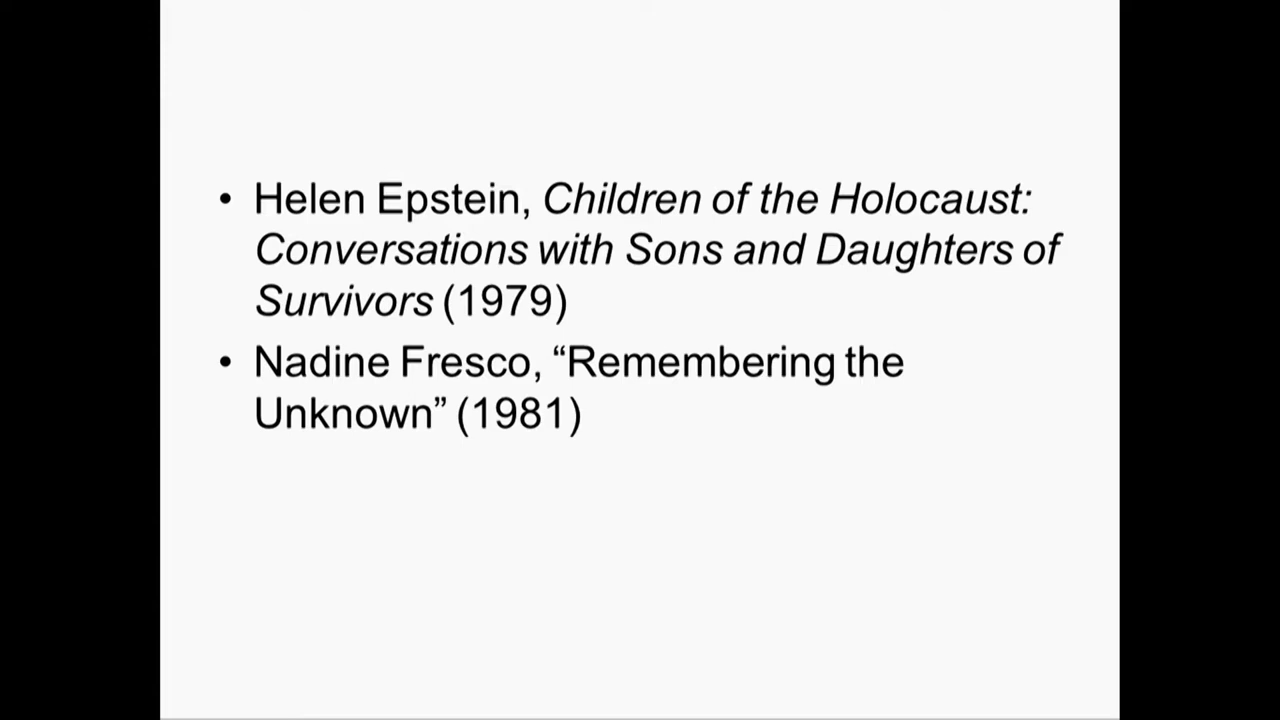 • Helen Epstein, Children of the Holocaust:
Conversations with Sons and Daughters of
Survivors (1979)
• Nadine Fresco, “Remembering the
Unknown” (1981)